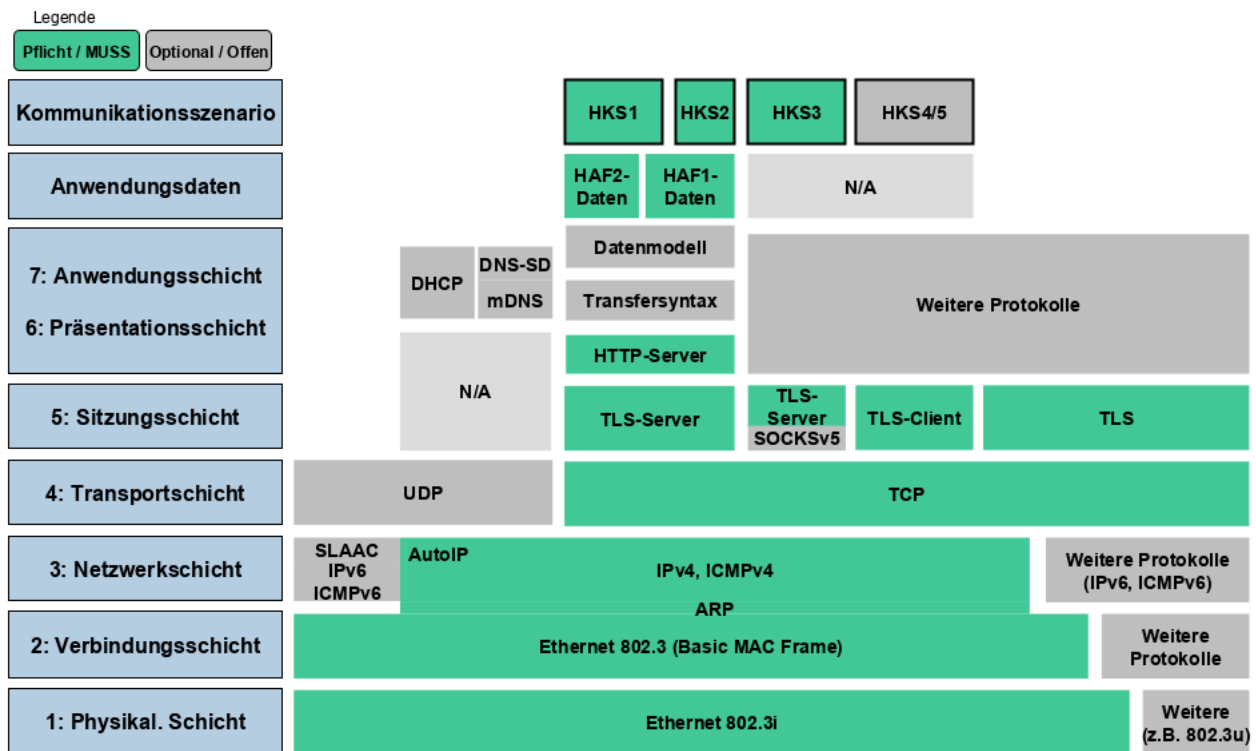 Legende
Pflicht / MUSS
Optional / Offen
Kommunikationsszenario
HKS1
HKS2
HKS3
HKS4/5
Anwendungsdaten
HAF2-
Daten
HAF1-
Daten
N/A
7: Anwendungsschicht
6: Präsentationsschicht
DHCP
DNS-SD
mDNS
Datenmodell
Transfersyntax
HTTP-Server
Weitere Protokolle
5: Sitzungsschicht
N/A
TLS-Server
TLS-
Server
SOCKSv5
TLS-Client
TLS
4: Transportschicht
UDP
TCP
3: Netzwerkschicht
SLAAC
IPv6
ICMPv6
AutoIP
IPv4, ICMPv4
ARP
Weitere Protokolle
(IPv6, ICMPv6)
2: Verbindungsschicht
Ethernet 802.3 (Basic MAC Frame)
Weitere
Protokolle
1: Physikal. Schicht
Ethernet 802.3i
Weitere
(z.B. 802.3u)